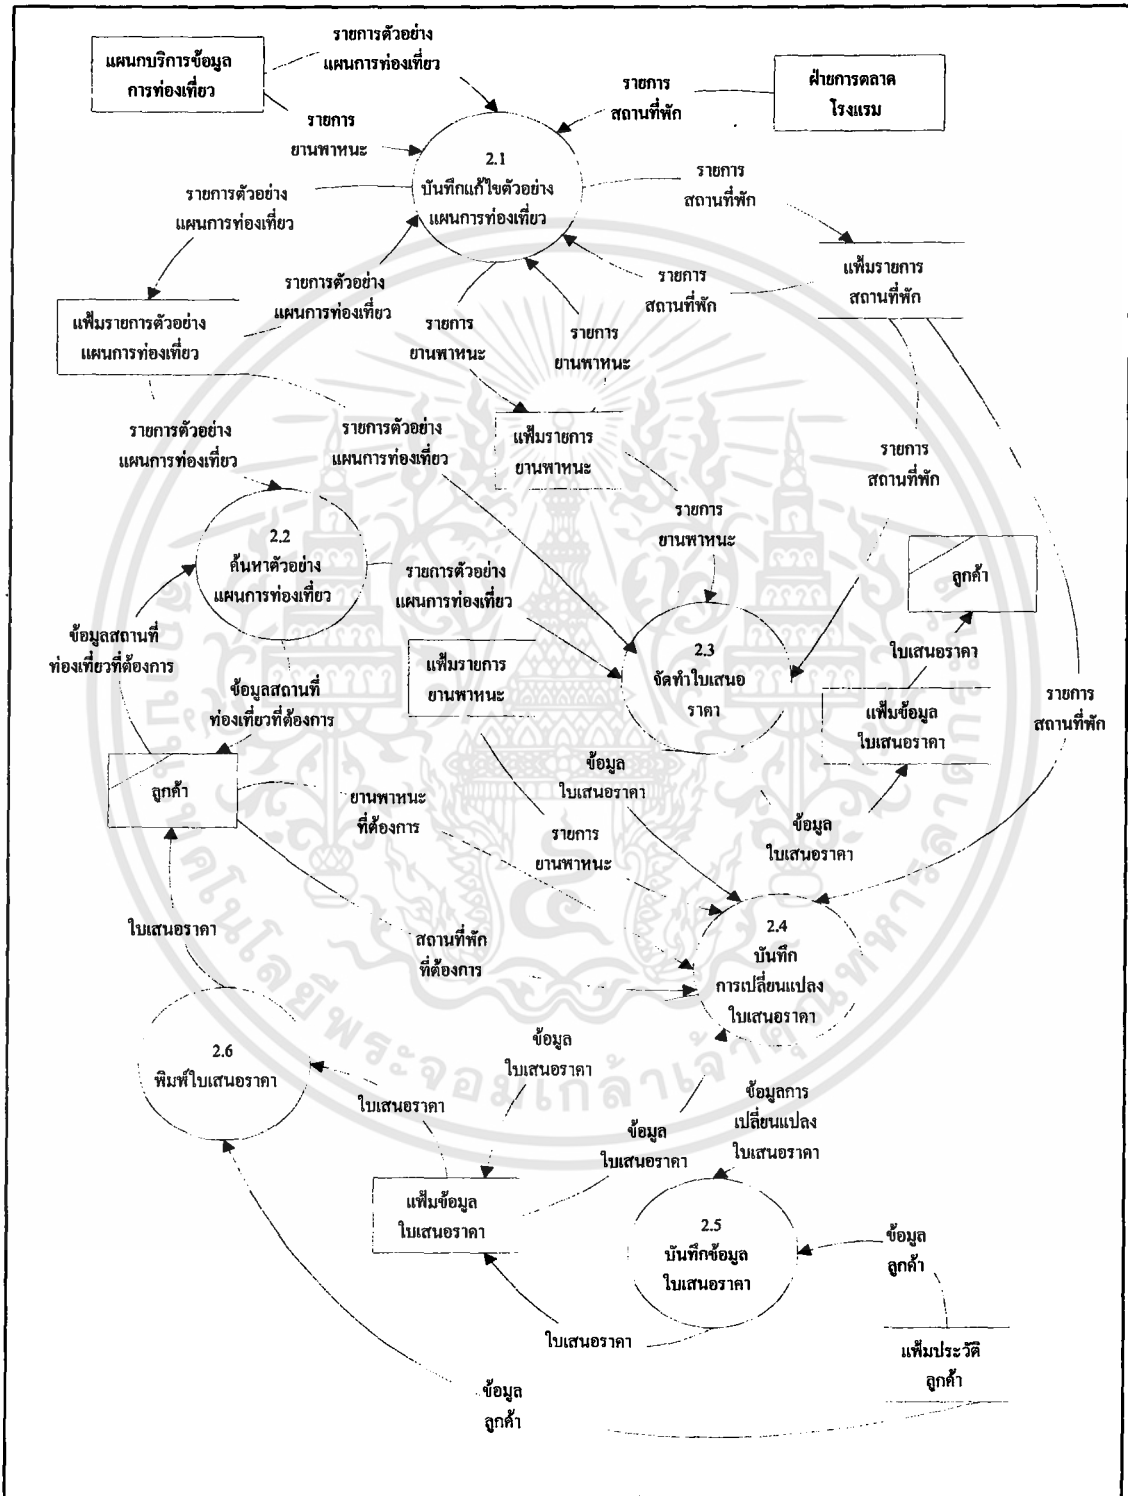 รายการตัวอย่าง
แผนการท่องเที่ยว
แผนกบริการข้อมูล
การท่องเที่ยว
ฝ่ายการตลาด
โรงแรม
รายการ
สถานที่พัก
รายการ
ยานพาหนะ
2.1
บันทึกแก้ไขตัวอย่าง
แผนการท่องเที่ยว
รายการ
สถานที่พัก
รายการตัวอย่าง
แผนการท่องเที่ยว
รายการตัวอย่าง
แผนการท่องเที่ยว
รายการ
สถานที่พัก
แฟ้มรายการ
สถานที่พัก
แฟ้มรายการตัวอย่าง
แผนการท่องเที่ยว
รายการ
ยานพาหนะ
รายการ
ยานพาหนะ
รายการตัวอย่าง
แผนการท่องเที่ยว
รายการตัวอย่าง
แผนการท่องเที่ยว
แฟ้มรายการ
ยานพาหนะ
รายการ
สถานที่พัก
รายการ
ยานพาหนะ
2.2
ค้นหาตัวอย่าง
แผนการท่องเที่ยว
รายการตัวอย่าง
แผนการท่องเที่ยว
ลูกค้า
ข้อมูลสถานที่
ท่องเที่ยวที่ต้องการ
แฟ้มรายการ
ยานพาหนะ
2.3
จัดทำใบเสนอ
ราคา
ใบเสนอราคา
ข้อมูลสถานที่
ท่องเที่ยวที่ต้องการ
แฟ้มข้อมูล
ใบเสนอราคา
รายการ
สถานที่พัก
ลูกค้า
ยานพาหนะ
ที่ต้องการ
ข้อมูล
ใบเสนอราคา
รายการ
ยานพาหนะ
ข้อมูล
ใบเสนอราคา
ใบเสนอราคา
สถานที่พัก
ที่ต้องการ
2.4
บันทึก
การเปลี่ยนแปลง
ใบเสนอราคา
2.6
พิมพ์ใบเสนอราคา
ข้อมูล
ใบเสนอราคา
ใบเสนอราคา
ข้อมูล
ใบเสนอราคา
ข้อมูลการ
เปลี่ยนแปลง
ใบเสนอราคา
แฟ้มข้อมูล
ใบเสนอราคา
2.5
บันทึกข้อมูล
ใบเสนอราคา
ข้อมูล
ลูกค้า
ใบเสนอราคา
แฟ้มประวัติ
ลูกค้า
ข้อมูล
ลูกค้า
สถาบันเทคโนโลยีพระจอมเกล้าเจ้าคุณทหารลาดกระบัง